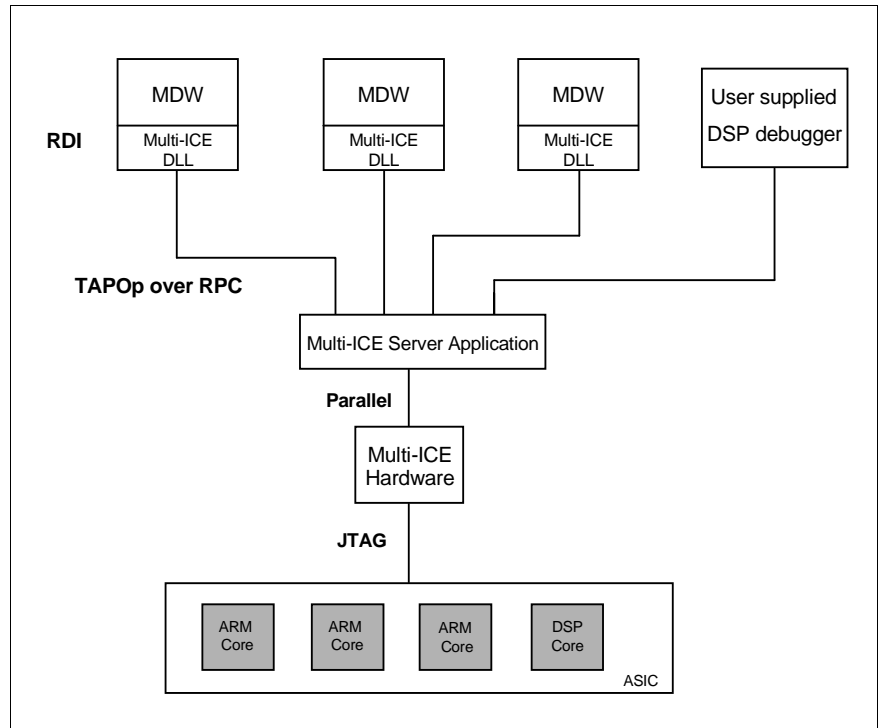 MDW
MDW
MDW
User supplied
DSP debugger
RDI
Multi-ICE
DLL
Multi-ICE
DLL
Multi-ICE
DLL
TAPOp over RPC
Multi-ICE Server Application
Parallel
Multi-ICE
Hardware
JTAG
ARM
Core
ARM
Core
ARM
Core
DSP
Core
ASIC